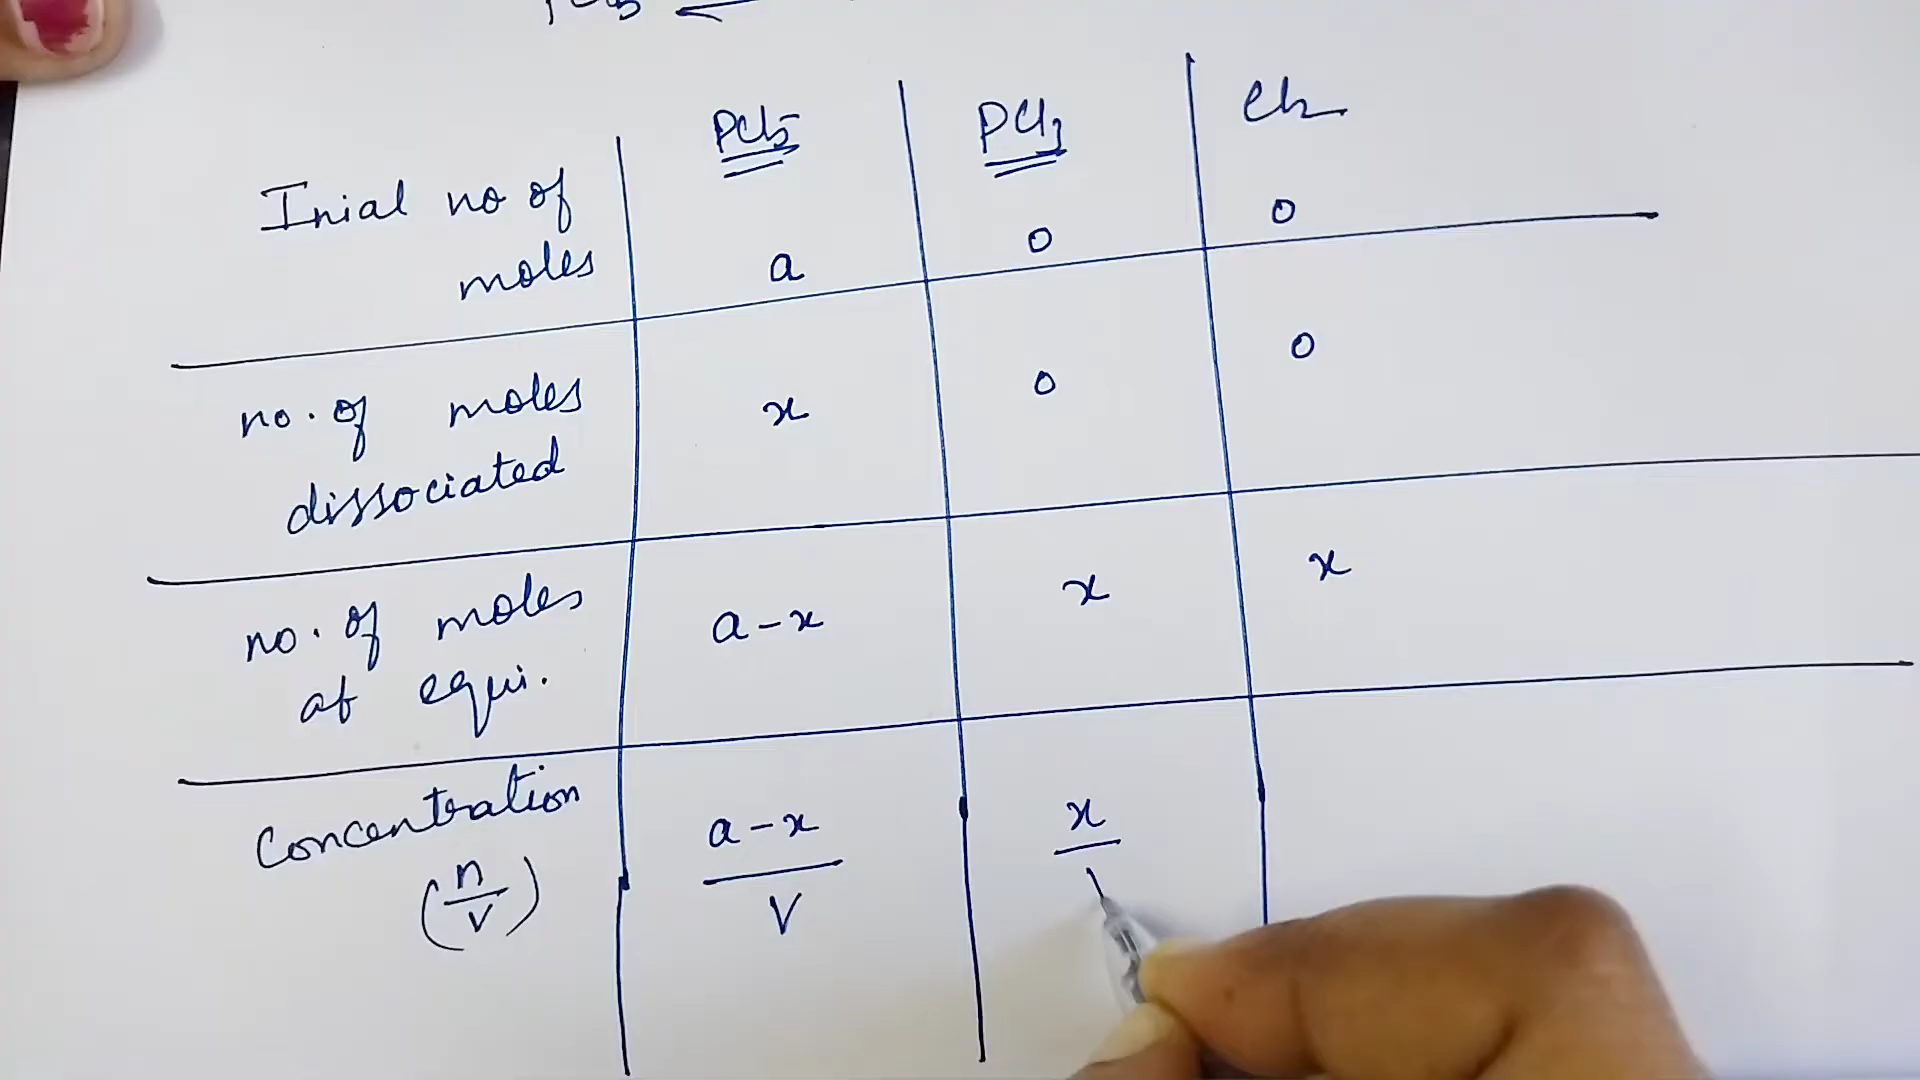 PCl5 PCl3 Cl2
Inial no of
moles a 0 0
no. of moles
dissociated x 0 0
no. of moles
at equi. a-x x x
Concentration a-x x
(n/v) V